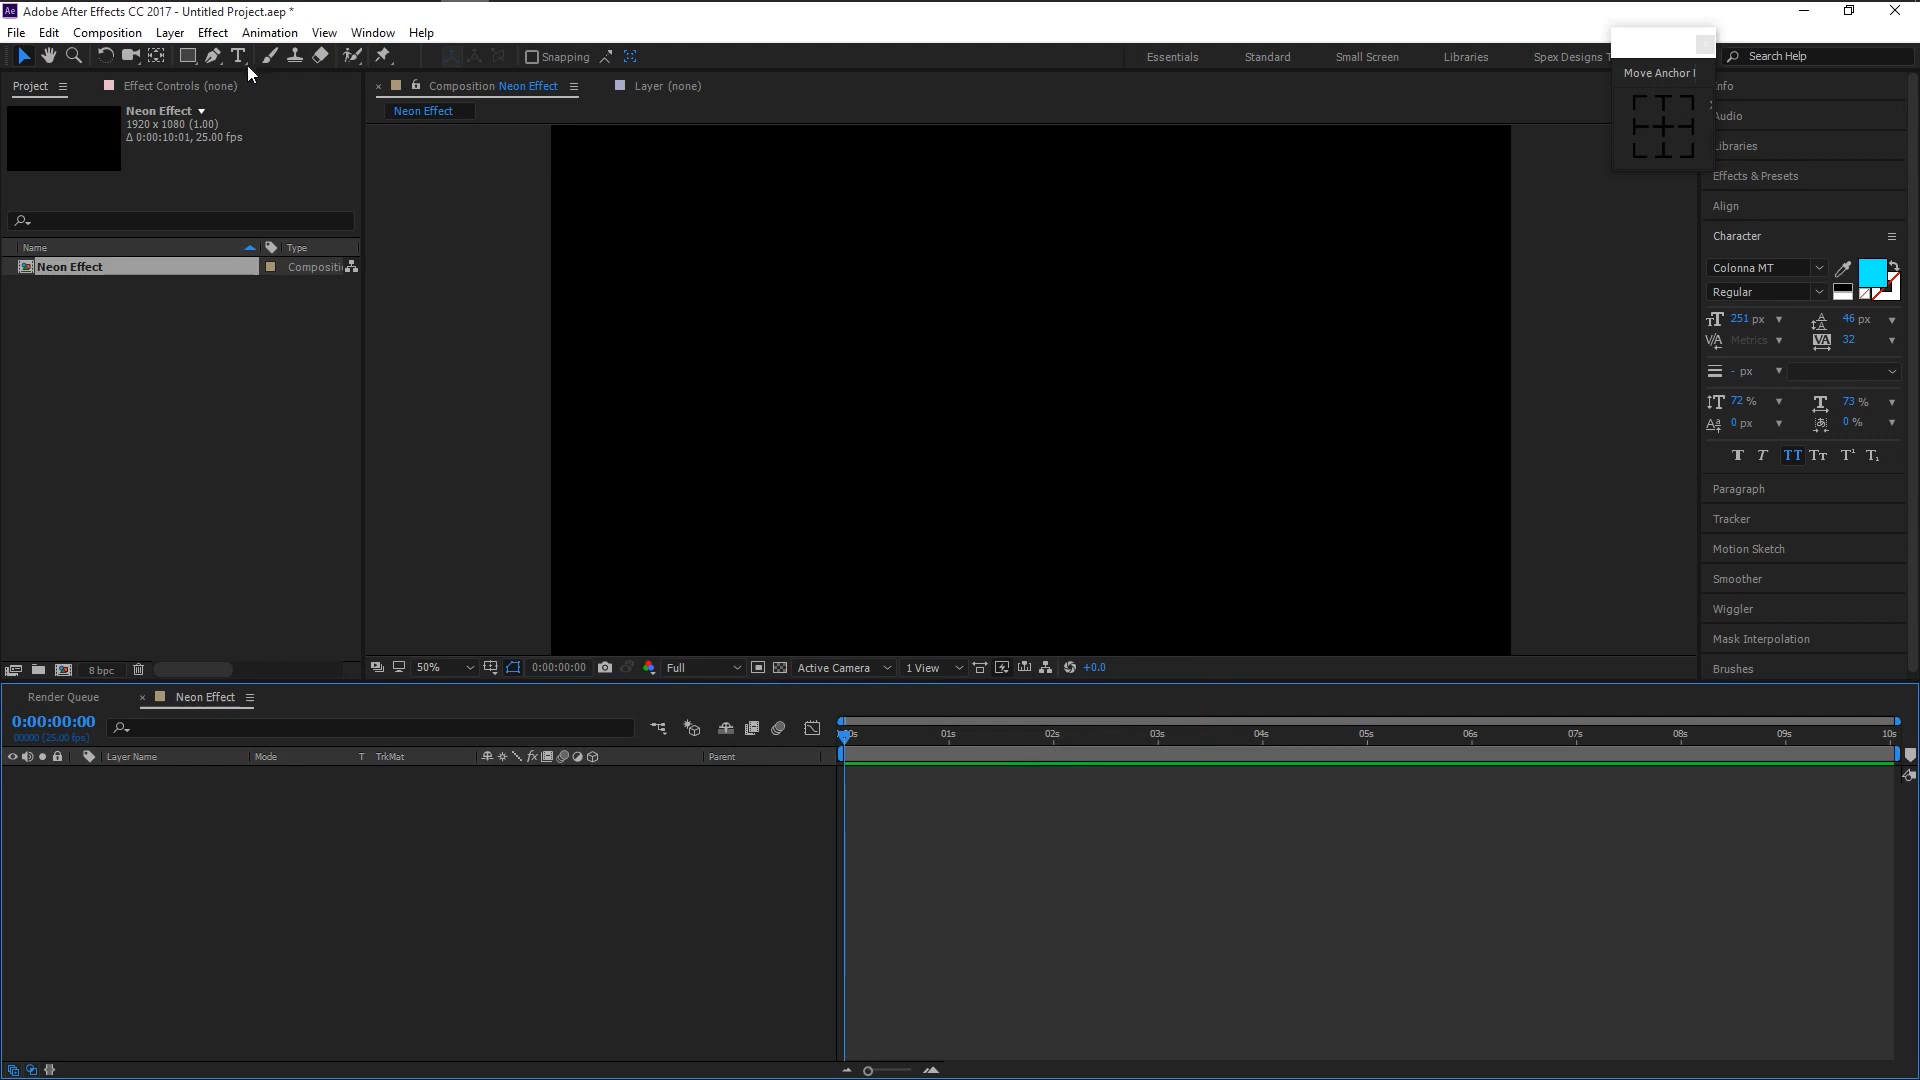 Adobe After Effects CC 2017 - Untitled Project.aep *
File Edit Composition Layer Effect Animation View Window Help
Snapping
Essentials Standard Small Screen Libraries Spex Designs
Search Help
Move Anchor
Project
Effect Controls (none)
Neon Effect
1920 x 1080 (1.00)
Δ 0:00:10:01, 25.00 fps
Name Type
Neon Effect
8 bpc
Composition Neon Effect
Layer (none)
Neon Effect
50%
0:00:00:00
Full
Active Camera
1 View
+0.0
Audio
Libraries
Effects & Presets
Align
Character
Colonna MT
Regular
251 px 46 px
Metrics 32
- px
72 % 73 %
0 px 0 %
Paragraph
Tracker
Motion Sketch
Smoother
Wiggler
Mask Interpolation
Brushes
Render Queue
Neon Effect
0:00:00:00
00000 (25.00 fps)
Layer Name Mode T TrkMat Parent
01s 02s 03s 04s 05s 06s 07s 08s 09s 10s